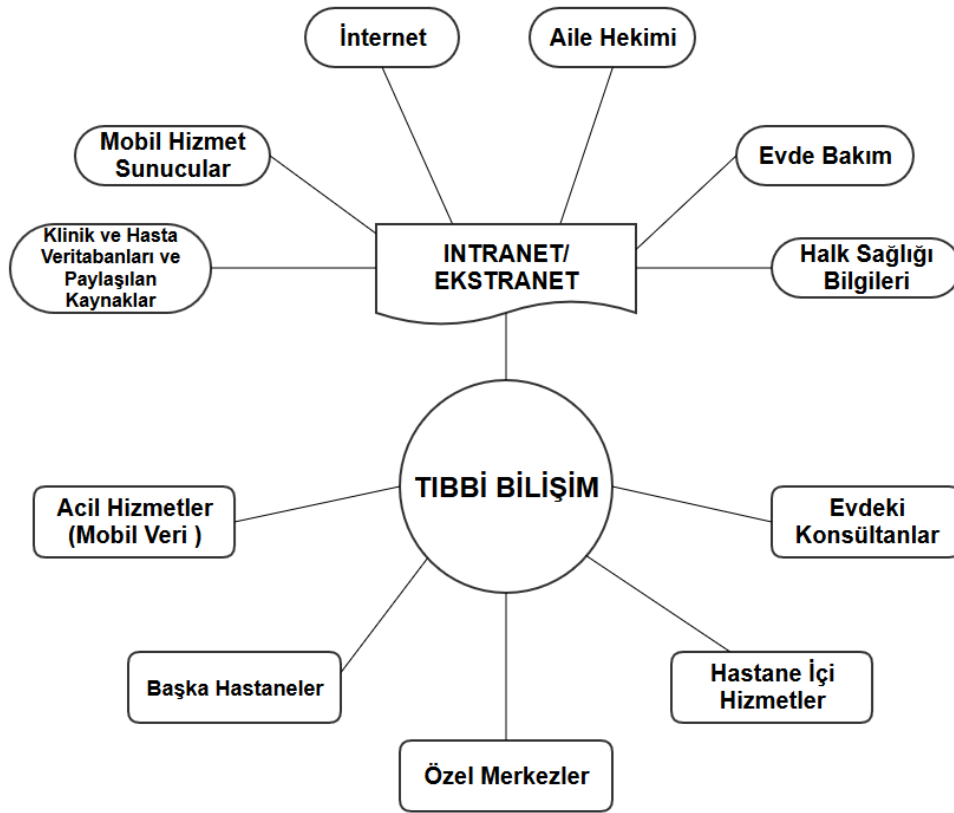 İnternet
Aile Hekimi
Mobil Hizmet
Sunucular
Evde Bakım
Klinik ve Hasta
Veritabanları ve
Paylaşılan
Kaynaklar
INTRANET/
EKSTRANET
Halk Sağlığı
Bilgileri
TIBBİ BİLİŞİM
Acil Hizmetler
(Mobil Veri )
Evdeki
Konsültanlar
Başka Hastaneler
Hastane İçi
Hizmetler
Özel Merkezler